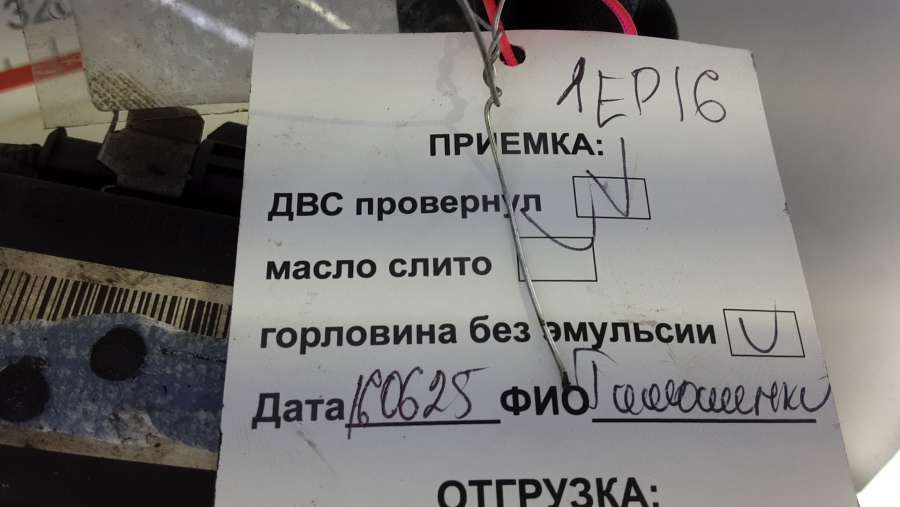 1EP16
ПРИЕМКА:
ДВС провернул
масло слито
горловина без эмульсии
Дата 160625 ФИО
ОТГРУЗКА: